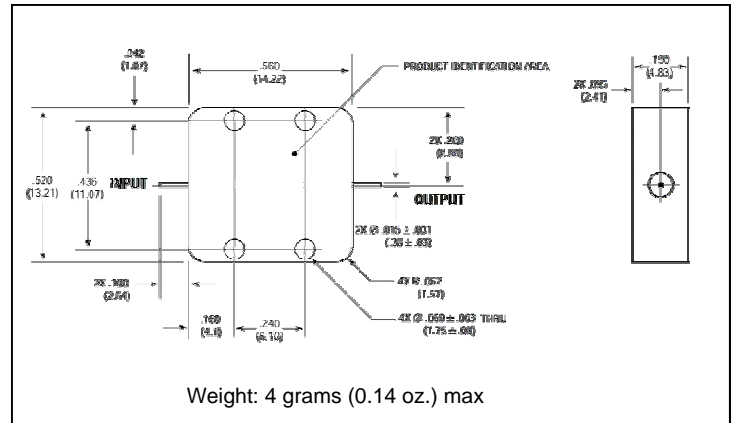 .042
(1.07)
.560
(14.22)
PRODUCT IDENTIFICATION AREA
.190
(4.83)
2X .095
(2.41)
.520
(13.21)
.436
(11.07)
INPUT
2X .260
OUTPUT
2X Ø .015 ± .001
(.38 ± .03)
2X .100
(2.54)
4X R .062
(1.57)
.160
(4.1)
.240
(6.10)
4X Ø .069 ± .003 THRU
(1.75 ± .08)
Weight: 4 grams (0.14 oz.) max